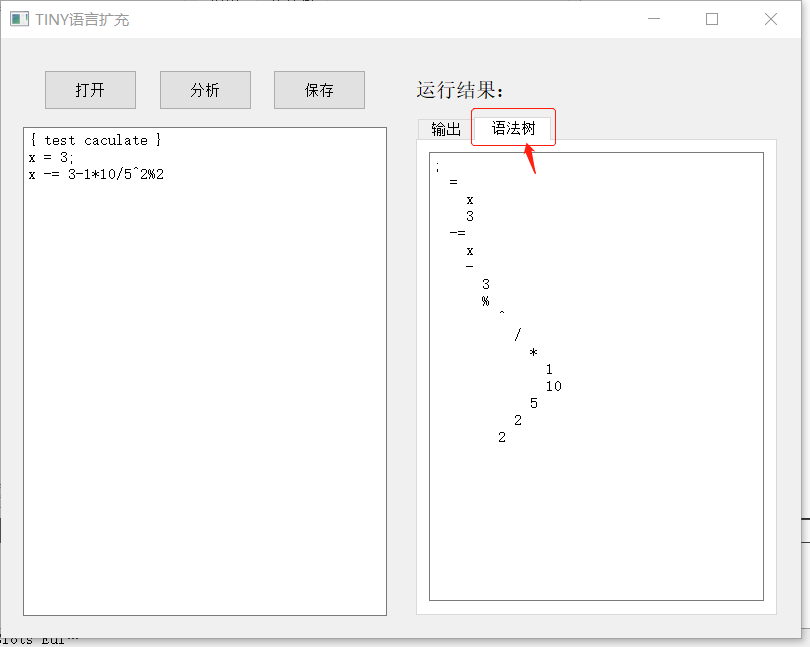 TINY语言扩充
打开
分析
保存
运行结果:
输出
语法树
{ test caculate }
x = 3;
x -= 3-1*10/5^2%2
;
=
x
3
-=
x
-
3
%
^
/
*
1
10
5
2
2